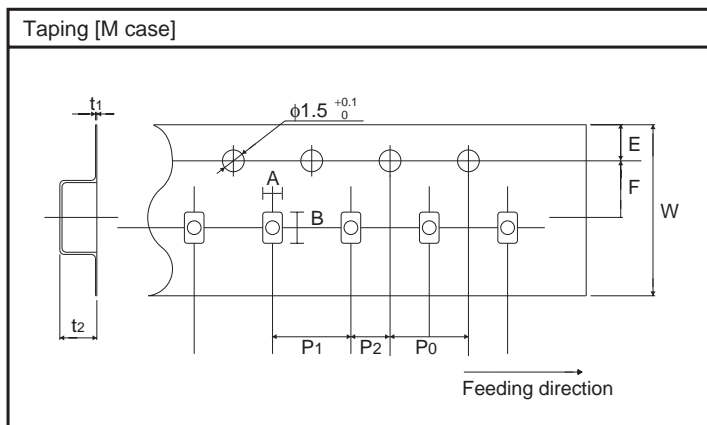 Taping [M case]
t1
ϕ1.5 +0.1 0
E
A
F
B
W
t2
P1 P2 P0
Feeding direction